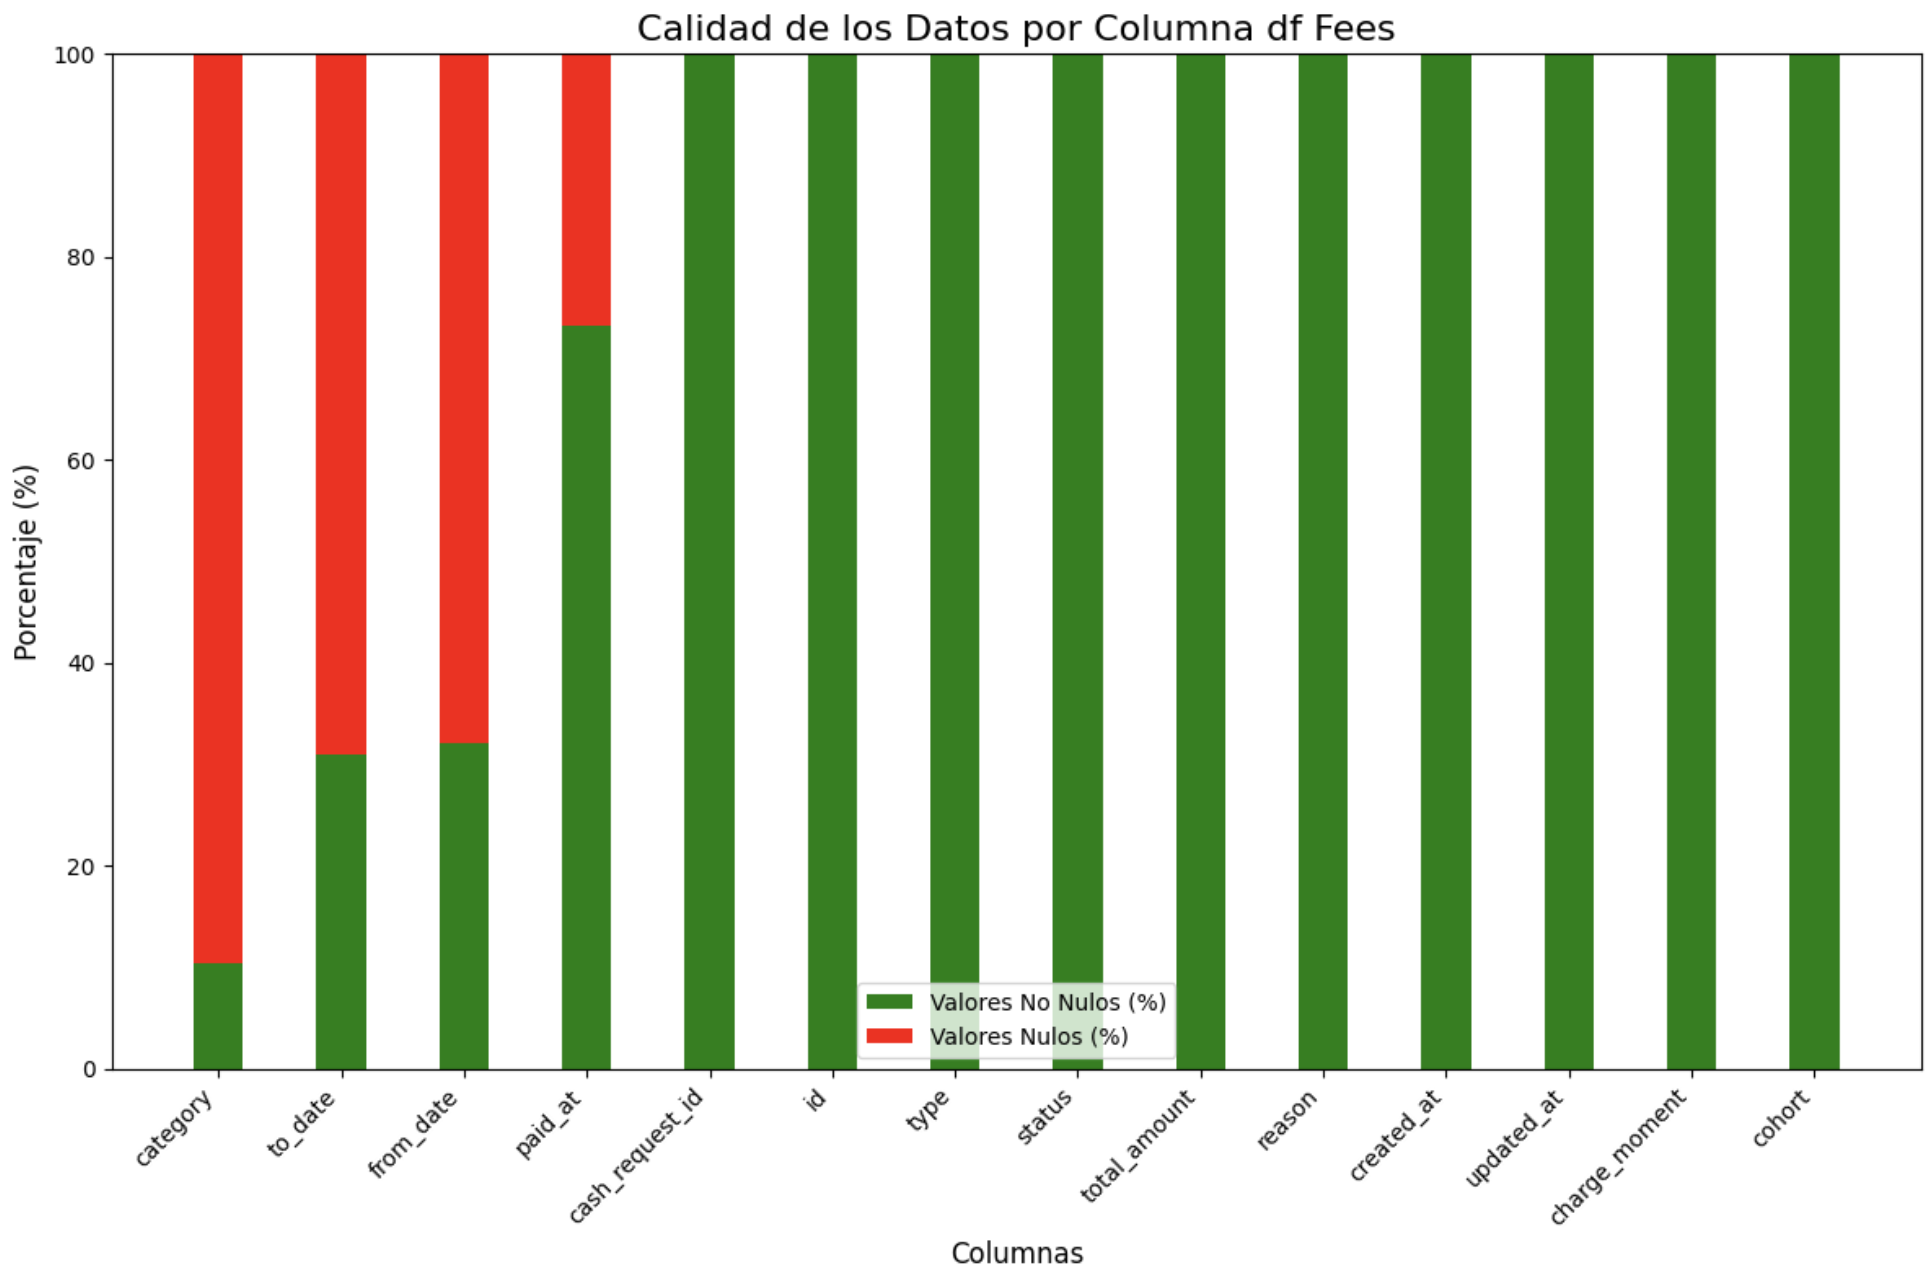 Calidad de los Datos por Columna df Fees
Porcentaje (%)
100
80
60
40
20
0
Valores No Nulos (%)
Valores Nulos (%)
category
to_date
from_date
paid_at
cash_request_id
id
type
status
total_amount
reason
created_at
updated_at
charge_moment
cohort
Columnas